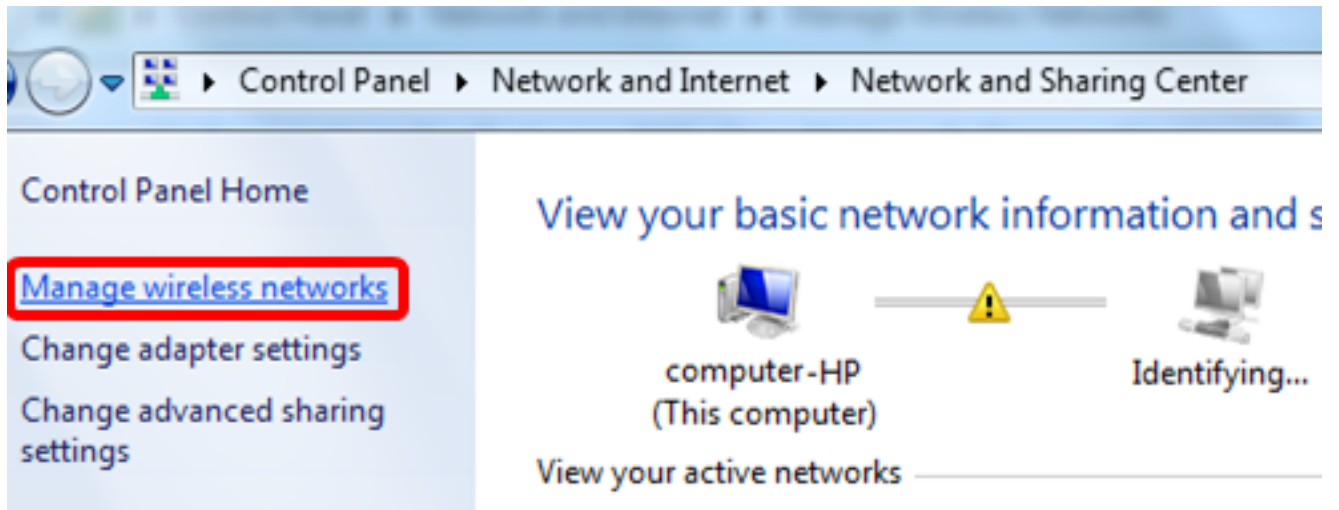 Control Panel ▸ Network and Internet ▸ Network and Sharing Center
Control Panel Home
Manage wireless networks
Change adapter settings
Change advanced sharing
settings
View your basic network information and s
computer-HP
(This computer)
Identifying...
View your active networks